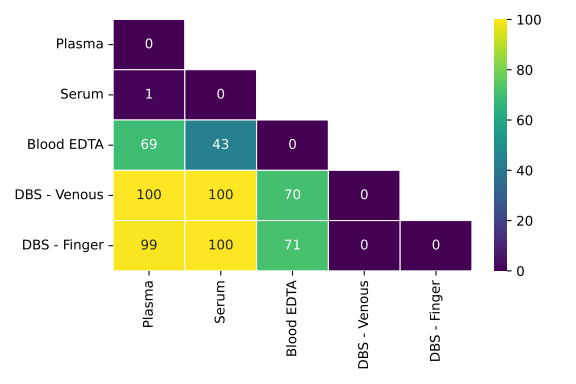 Plasma 0
Serum 1 0
Blood EDTA 69 43 0
DBS - Venous 100 100 70 0
DBS - Finger 99 100 71 0 0
Plasma
Serum
Blood EDTA
DBS - Venous
DBS - Finger
100
80
60
40
20
0